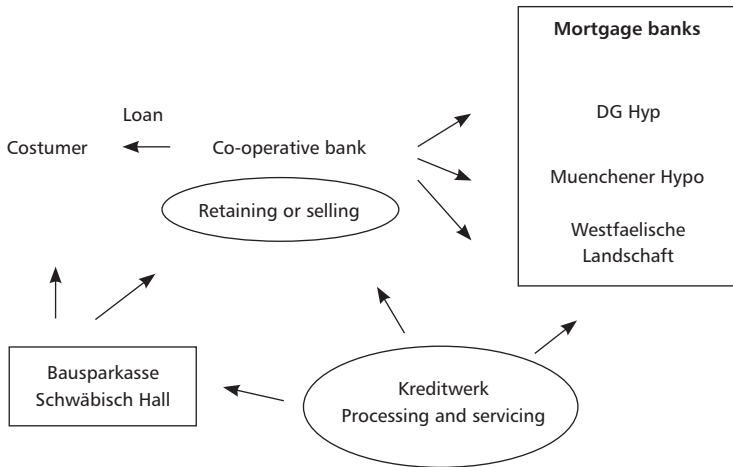 Mortgage banks
Loan
DG Hyp
Costumer
Co-operative bank
Muenchener Hypo
Retaining or selling
Westfaelische
Landschaft
Bausparkasse
Schwäbisch Hall
Kreditwerk
Processing and servicing